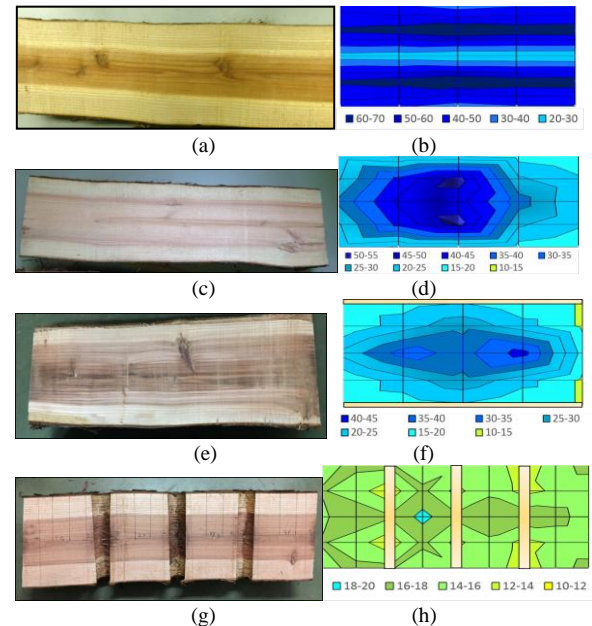 60-70 50-60 40-50 30-40 20-30
(a) (b)
50-55 45-50 40-45 35-40 30-35
25-30 20-25 15-20 10-15
(c) (d)
40-45 35-40 30-35 25-30
20-25 15-20 10-15
(e) (f)
18-20 16-18 14-16 12-14 10-12
(g) (h)